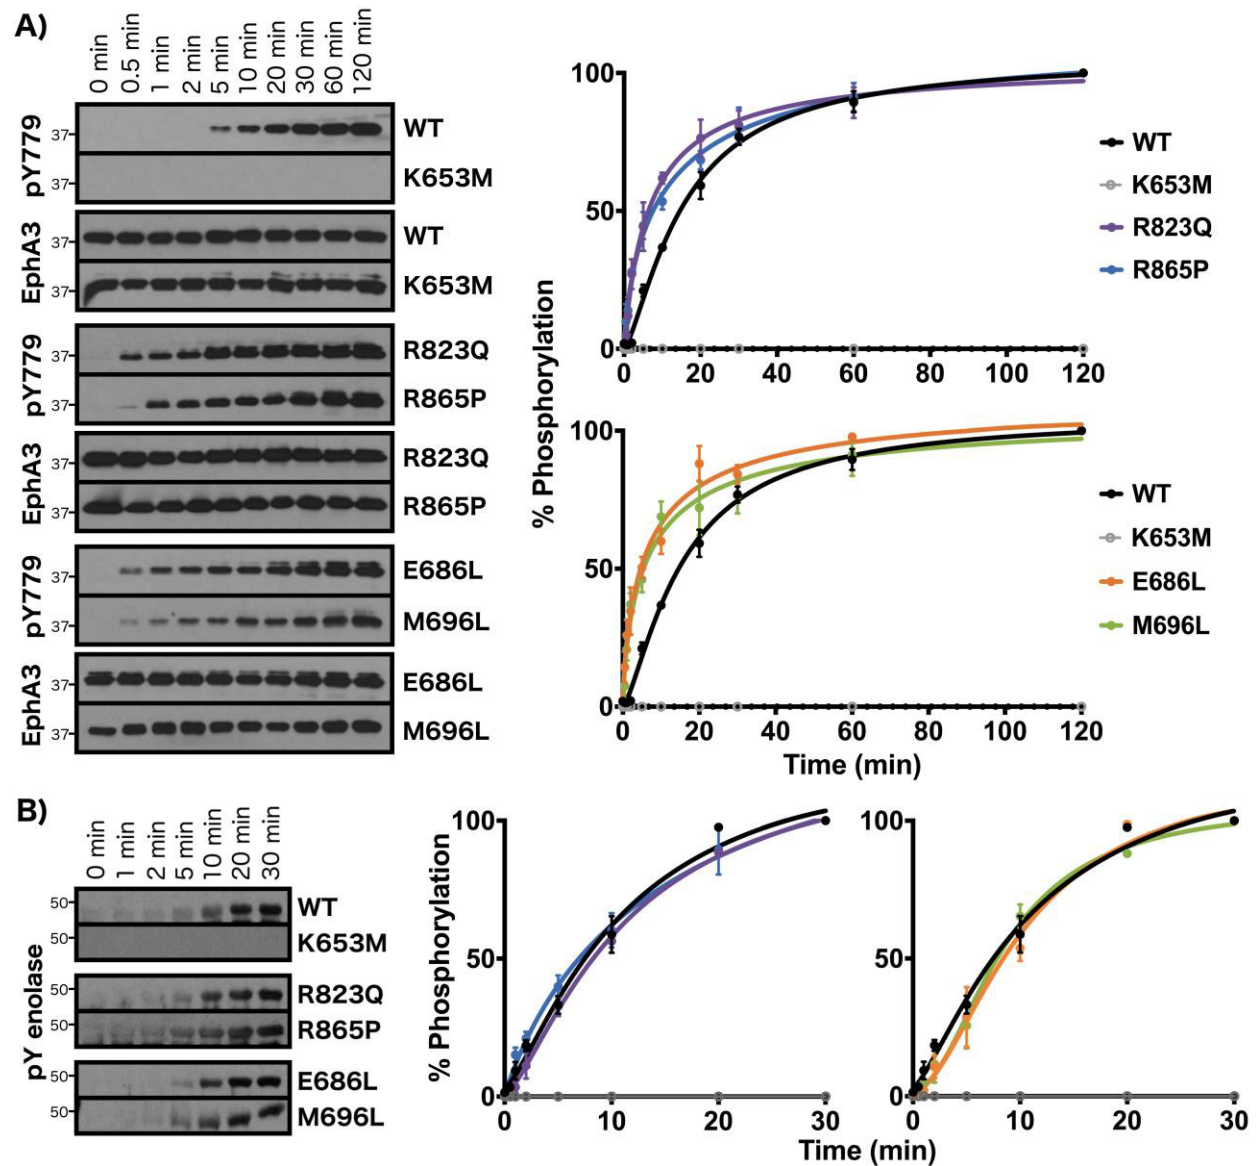 A)
0 min 0.5 min 1 min 2 min 5 min 10 min 20 min 30 min 60 min 120 min
pY779
37- WT
37- K653M
EphA3
37- WT
37- K653M
pY779
37- R823Q
37- R865P
EphA3
37- R823Q
37- R865P
pY779
37- E686L
37- M696L
EphA3
37- E686L
37- M696L
% Phosphorylation
100
50
0
0 20 40 60 80 100 120
WT
K653M
R823Q
R865P
100
50
0
0 20 40 60 80 100 120
Time (min)
WT
K653M
E686L
M696L
B)
0 min 1 min 2 min 5 min 10 min 20 min 30 min
pY enolase
50- WT
50- K653M
50- R823Q
50- R865P
50- E686L
50- M696L
% Phosphorylation
100
50
0
0 10 20 30
100
50
0
0 10 20 30
Time (min)